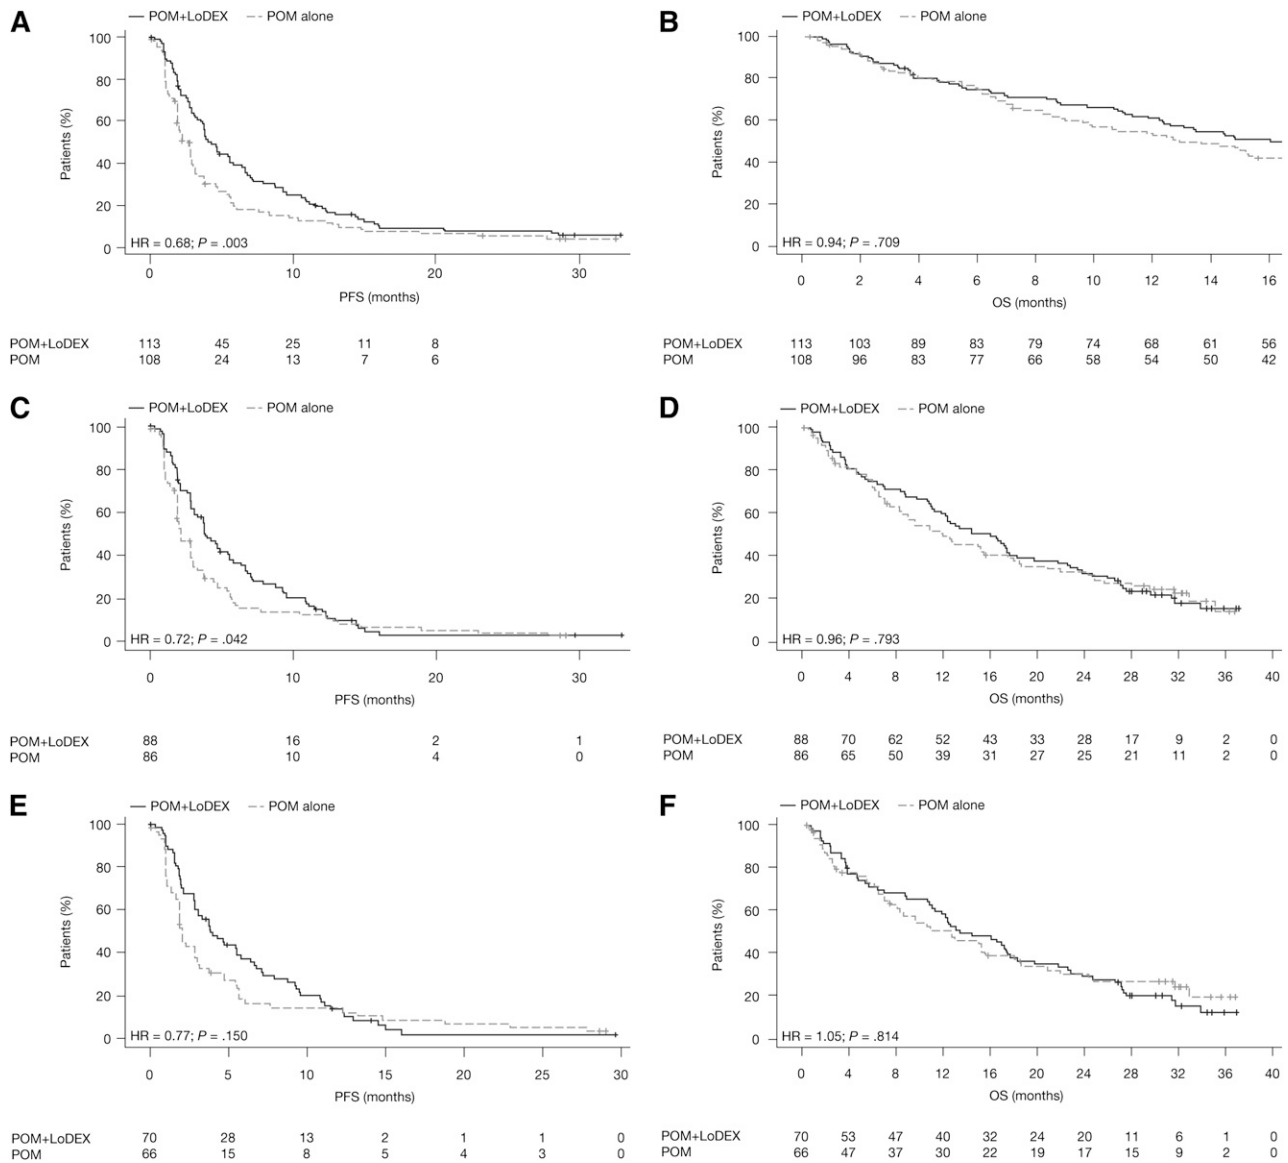 A
POM+LoDEX POM alone
100
80
60
40
20
0
Patients (%)
HR = 0.68; P = .003
0 10 20 30
PFS (months)
POM+LoDEX 113 45 25 11 8
POM 108 24 13 7 6
B
POM+LoDEX POM alone
100
80
60
40
20
0
Patients (%)
HR = 0.94; P = .709
0 2 4 6 8 10 12 14 16
OS (months)
POM+LoDEX 113 103 89 83 79 74 68 61 56
POM 108 96 83 77 66 58 54 50 42
C
POM+LoDEX POM alone
100
80
60
40
20
0
Patients (%)
HR = 0.72; P = .042
0 10 20 30
PFS (months)
POM+LoDEX 88 16 2 1
POM 86 10 4 0
D
POM+LoDEX POM alone
100
80
60
40
20
0
Patients (%)
HR = 0.96; P = .793
0 4 8 12 16 20 24 28 32 36 40
OS (months)
POM+LoDEX 88 70 62 52 43 33 28 17 9 2 0
POM 86 65 50 39 31 27 25 21 11 2 0
E
POM+LoDEX POM alone
100
80
60
40
20
0
Patients (%)
HR = 0.77; P = .150
0 5 10 15 20 25 30
PFS (months)
POM+LoDEX 70 28 13 2 1 1 0
POM 66 15 8 5 4 3 0
F
POM+LoDEX POM alone
100
80
60
40
20
0
Patients (%)
HR = 1.05; P = .814
0 4 8 12 16 20 24 28 32 36 40
OS (months)
POM+LoDEX 70 53 47 40 32 24 20 11 6 1 0
POM 66 47 37 30 22 19 17 15 9 2 0